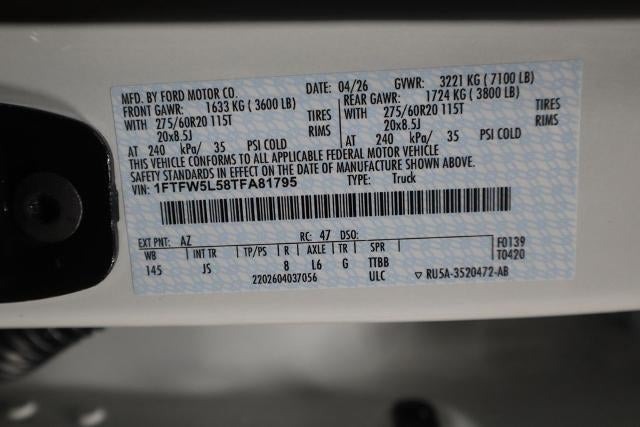 MFD. BY FORD MOTOR CO. DATE: 04/26 GVWR: 3221 KG (7100 LB)
FRONT GAWR: 1633 KG (3600 LB) REAR GAWR: 1724 KG (3800 LB)
WITH 275/60R20 115T TIRES WITH 275/60R20 115T TIRES
20x8.5J RIMS 20x8.5J RIMS
AT 240 kPa/ 35 PSI COLD AT 240 kPa/ 35 PSI COLD
THIS VEHICLE CONFORMS TO ALL APPLICABLE FEDERAL MOTOR VEHICLE
SAFETY STANDARDS IN EFFECT ON THE DATE OF MANUFACTURE SHOWN ABOVE.
VIN: 1FTFW5L58TFA81795 TYPE: Truck
EXT PNT: AZ RC: 47 DSO: F0139
WB INT TR TP/PS R AXLE TR SPR T0420
145 JS 8 L6 G TTBB
2202604037056 ULC ▽ RU5A-3520472-AB